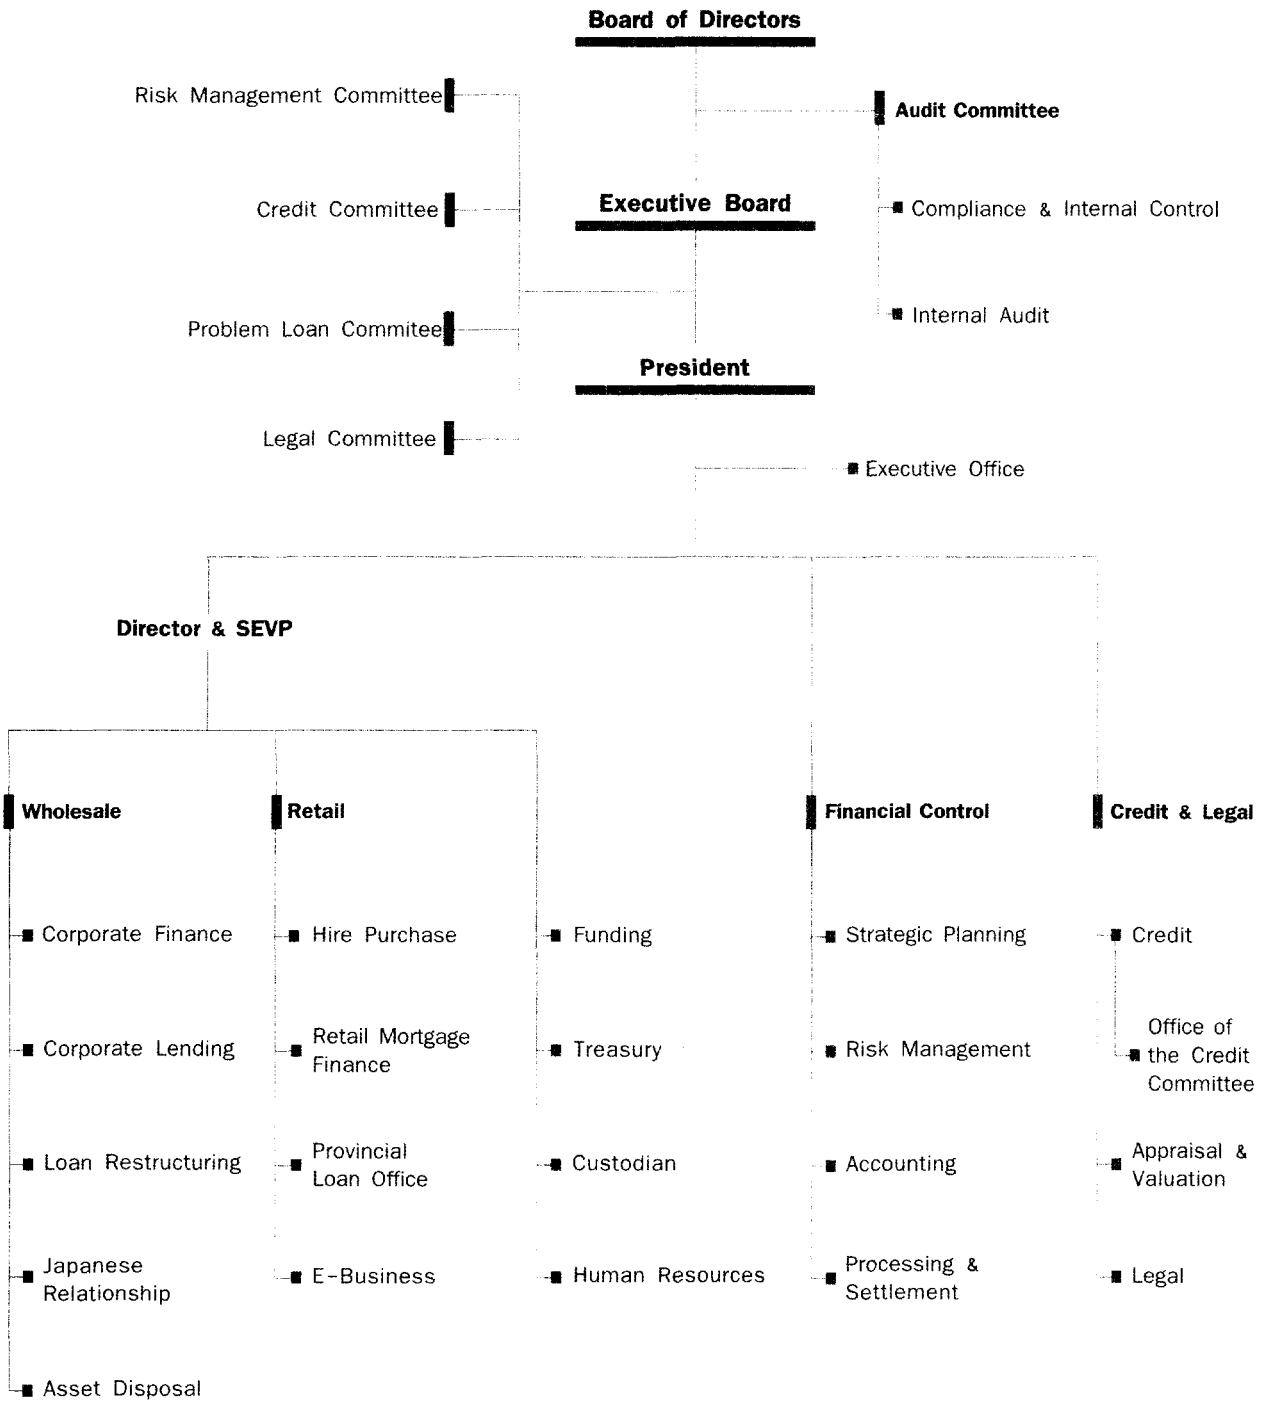 Board of Directors
Risk Management Committee
Audit Committee
Credit Committee
Executive Board
Compliance & Internal Control
Problem Loan Commitee
Internal Audit
President
Legal Committee
Executive Office
Director & SEVP
Wholesale
Retail
Financial Control
Credit & Legal
Corporate Finance
Hire Purchase
Funding
Strategic Planning
Credit
Corporate Lending
Retail Mortgage
Finance
Treasury
Risk Management
Office of
the Credit
Committee
Loan Restructuring
Provincial
Loan Office
Custodian
Accounting
Appraisal &
Valuation
Japanese
Relationship
E-Business
Human Resources
Processing &
Settlement
Legal
Asset Disposal